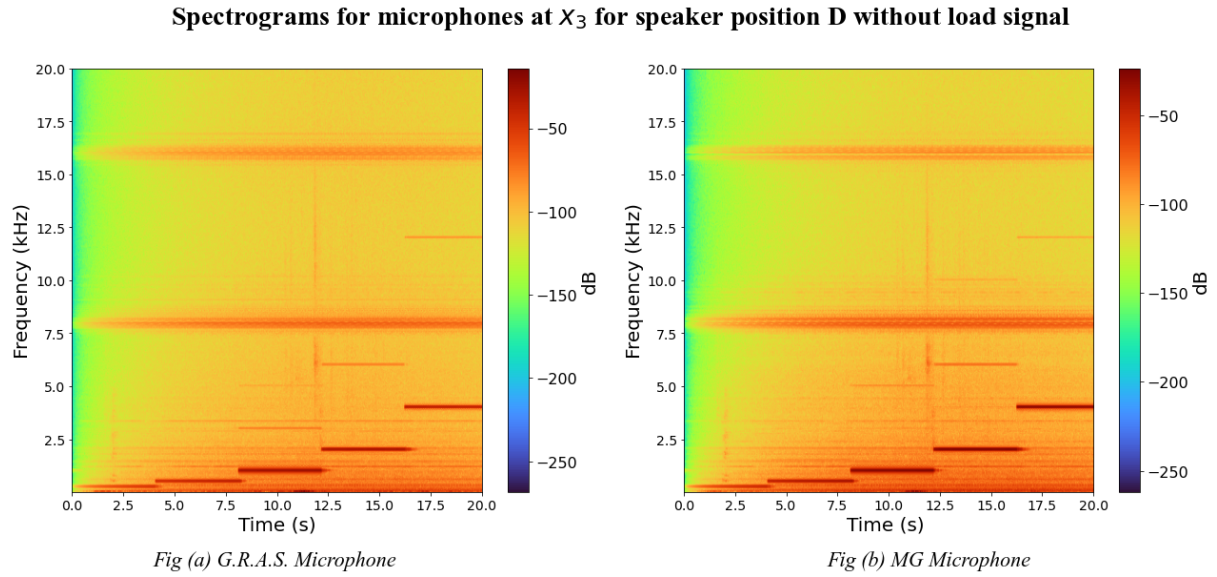 Spectrograms for microphones at x₃ for speaker position D without load signal
20.0
17.5
15.0
12.5
10.0
7.5
5.0
2.5
Frequency (kHz)
0.0 2.5 5.0 7.5 10.0 12.5 15.0 17.5 20.0
Time (s)
−50
−100
−150
−200
−250
dB
Fig (a) G.R.A.S. Microphone
20.0
17.5
15.0
12.5
10.0
7.5
5.0
2.5
Frequency (kHz)
0.0 2.5 5.0 7.5 10.0 12.5 15.0 17.5 20.0
Time (s)
−50
−100
−150
−200
−250
dB
Fig (b) MG Microphone